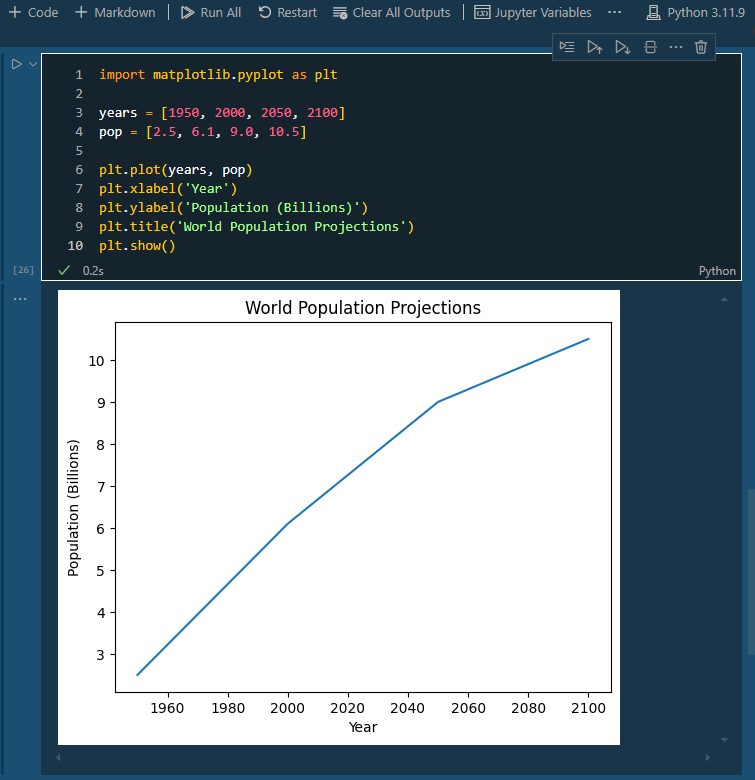 + Code + Markdown Run All Restart Clear All Outputs Jupyter Variables ... Python 3.11.9
1 import matplotlib.pyplot as plt
2
3 years = [1950, 2000, 2050, 2100]
4 pop = [2.5, 6.1, 9.0, 10.5]
5
6 plt.plot(years, pop)
7 plt.xlabel('Year')
8 plt.ylabel('Population (Billions)')
9 plt.title('World Population Projections')
10 plt.show()
[26] 0.2s Python
World Population Projections
10
9
8
7
6
5
4
3
Population (Billions)
1960 1980 2000 2020 2040 2060 2080 2100
Year